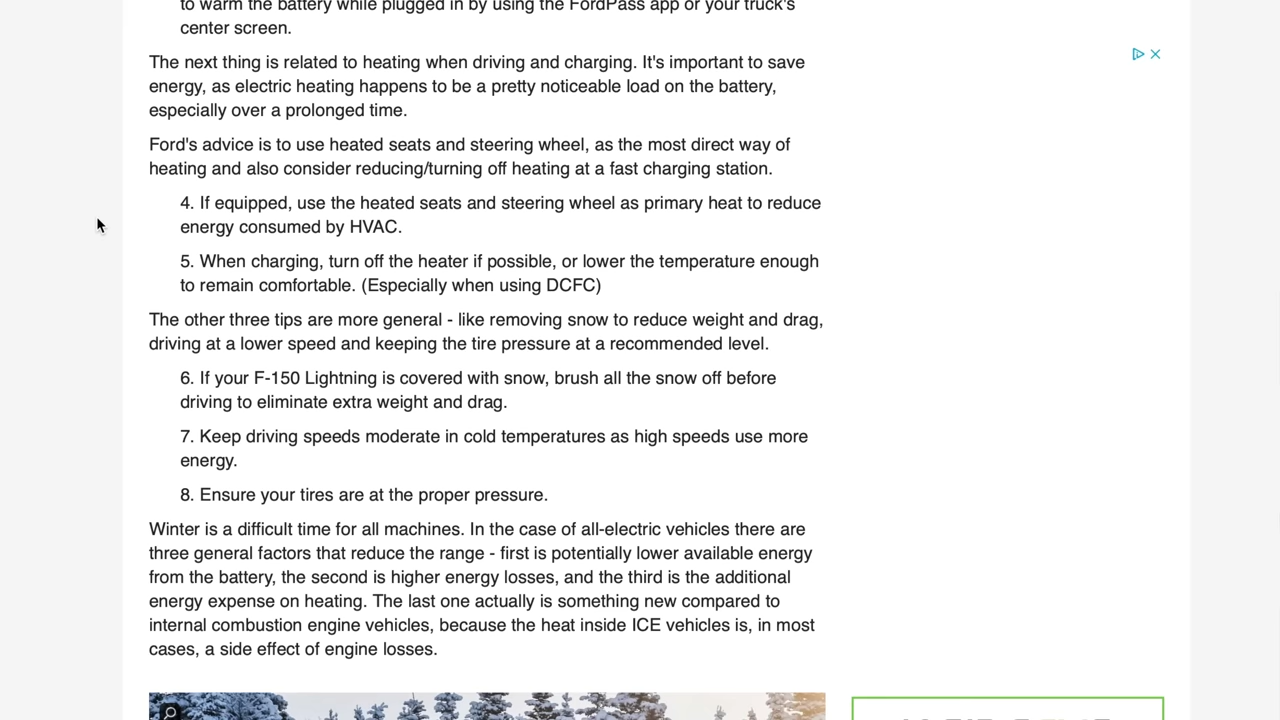 to warm the battery while plugged in by using the FordPass app or your truck's
center screen.
The next thing is related to heating when driving and charging. It's important to save
energy, as electric heating happens to be a pretty noticeable load on the battery,
especially over a prolonged time.
Ford's advice is to use heated seats and steering wheel, as the most direct way of
heating and also consider reducing/turning off heating at a fast charging station.
4. If equipped, use the heated seats and steering wheel as primary heat to reduce
energy consumed by HVAC.
5. When charging, turn off the heater if possible, or lower the temperature enough
to remain comfortable. (Especially when using DCFC)
The other three tips are more general - like removing snow to reduce weight and drag,
driving at a lower speed and keeping the tire pressure at a recommended level.
6. If your F-150 Lightning is covered with snow, brush all the snow off before
driving to eliminate extra weight and drag.
7. Keep driving speeds moderate in cold temperatures as high speeds use more
energy.
8. Ensure your tires are at the proper pressure.
Winter is a difficult time for all machines. In the case of all-electric vehicles there are
three general factors that reduce the range - first is potentially lower available energy
from the battery, the second is higher energy losses, and the third is the additional
energy expense on heating. The last one actually is something new compared to
internal combustion engine vehicles, because the heat inside ICE vehicles is, in most
cases, a side effect of engine losses.